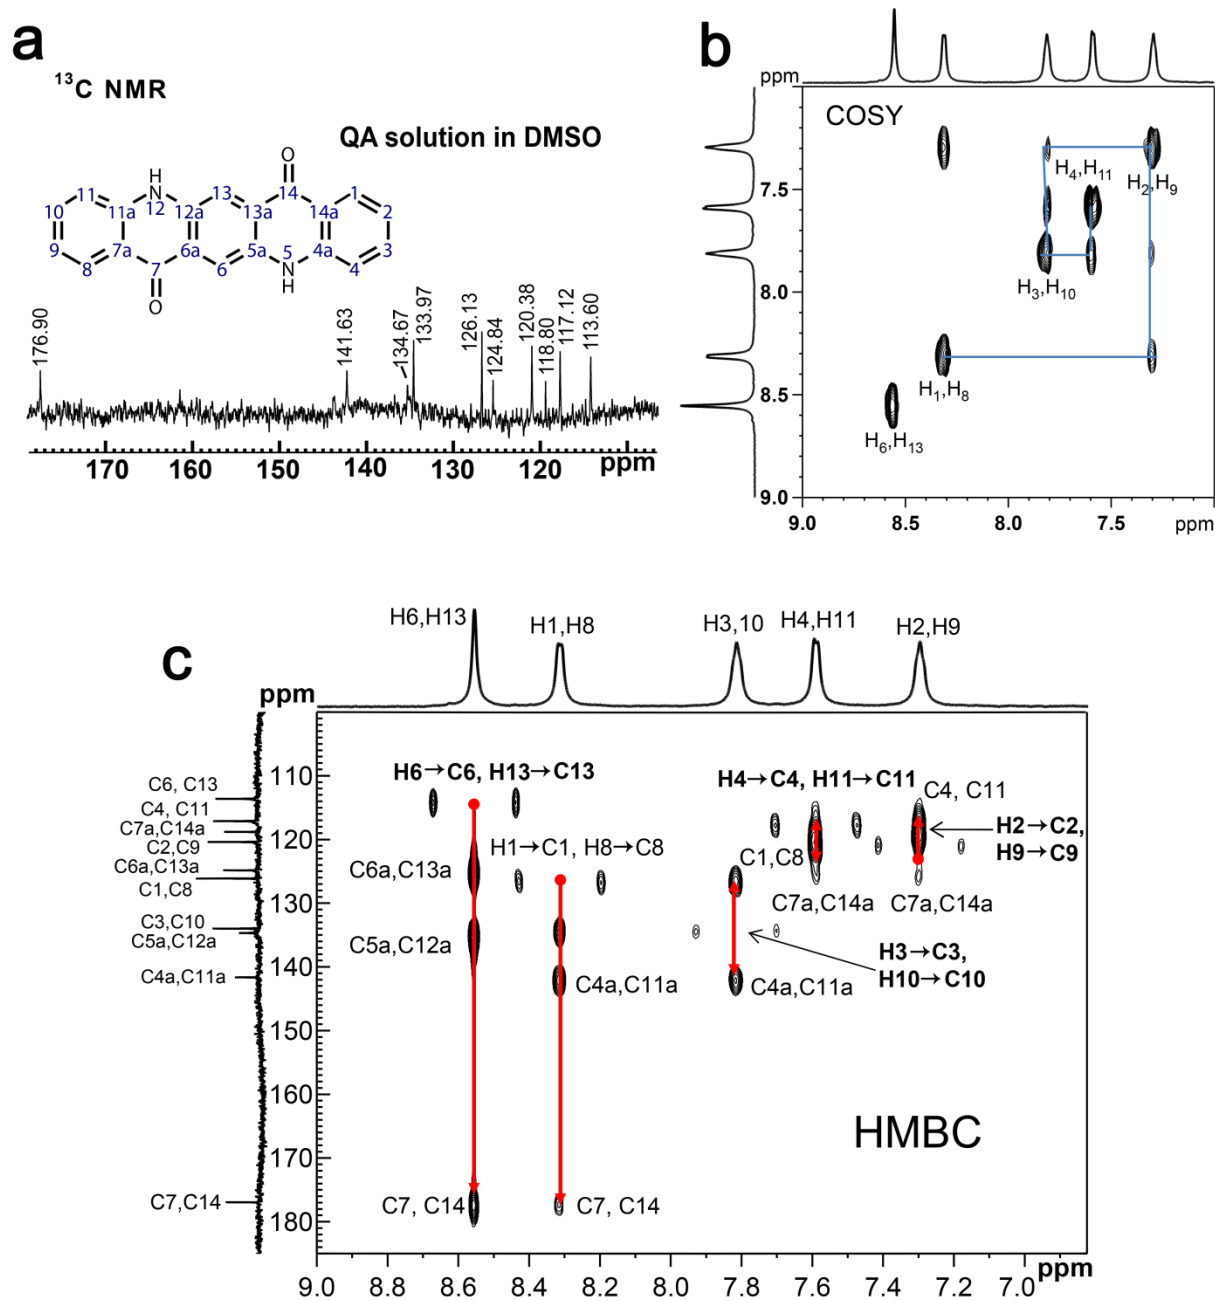 a
¹³C NMR
QA solution in DMSO
O
H
N
11
12
13
14
1
10
11a
12a
13a
14a
2
9
7a
6a
5a
4a
3
8
7
6
5
N
H
4
O
176.90
141.63
134.67
133.97
126.13
124.84
120.38
118.80
117.12
113.60
170
160
150
140
130
120
ppm
b
ppm
COSY
H₄,H₁₁
H₂,H₉
H₃,H₁₀
H₁,H₈
H₆,H₁₃
7.5
8.0
8.5
9.0
9.0
8.5
8.0
7.5
ppm
c
H6,H13
H1,H8
H3,10
H4,H11
H2,H9
ppm
C6, C13
C4, C11
C7a,C14a
C2,C9
C6a,C13a
C1,C8
C3,C10
C5a,C12a
C4a,C11a
C7,C14
110
120
130
140
150
160
170
180
H6→C6, H13→C13
H4→C4, H11→C11
C4, C11
H2→C2,
H9→C9
H1→C1, H8→C8
C6a,C13a
C1,C8
C7a,C14a
C7a,C14a
C5a,C12a
H3→C3,
H10→C10
C4a,C11a
C4a,C11a
HMBC
C7, C14
C7, C14
9.0
8.8
8.6
8.4
8.2
8.0
7.8
7.6
7.4
7.2
7.0
ppm